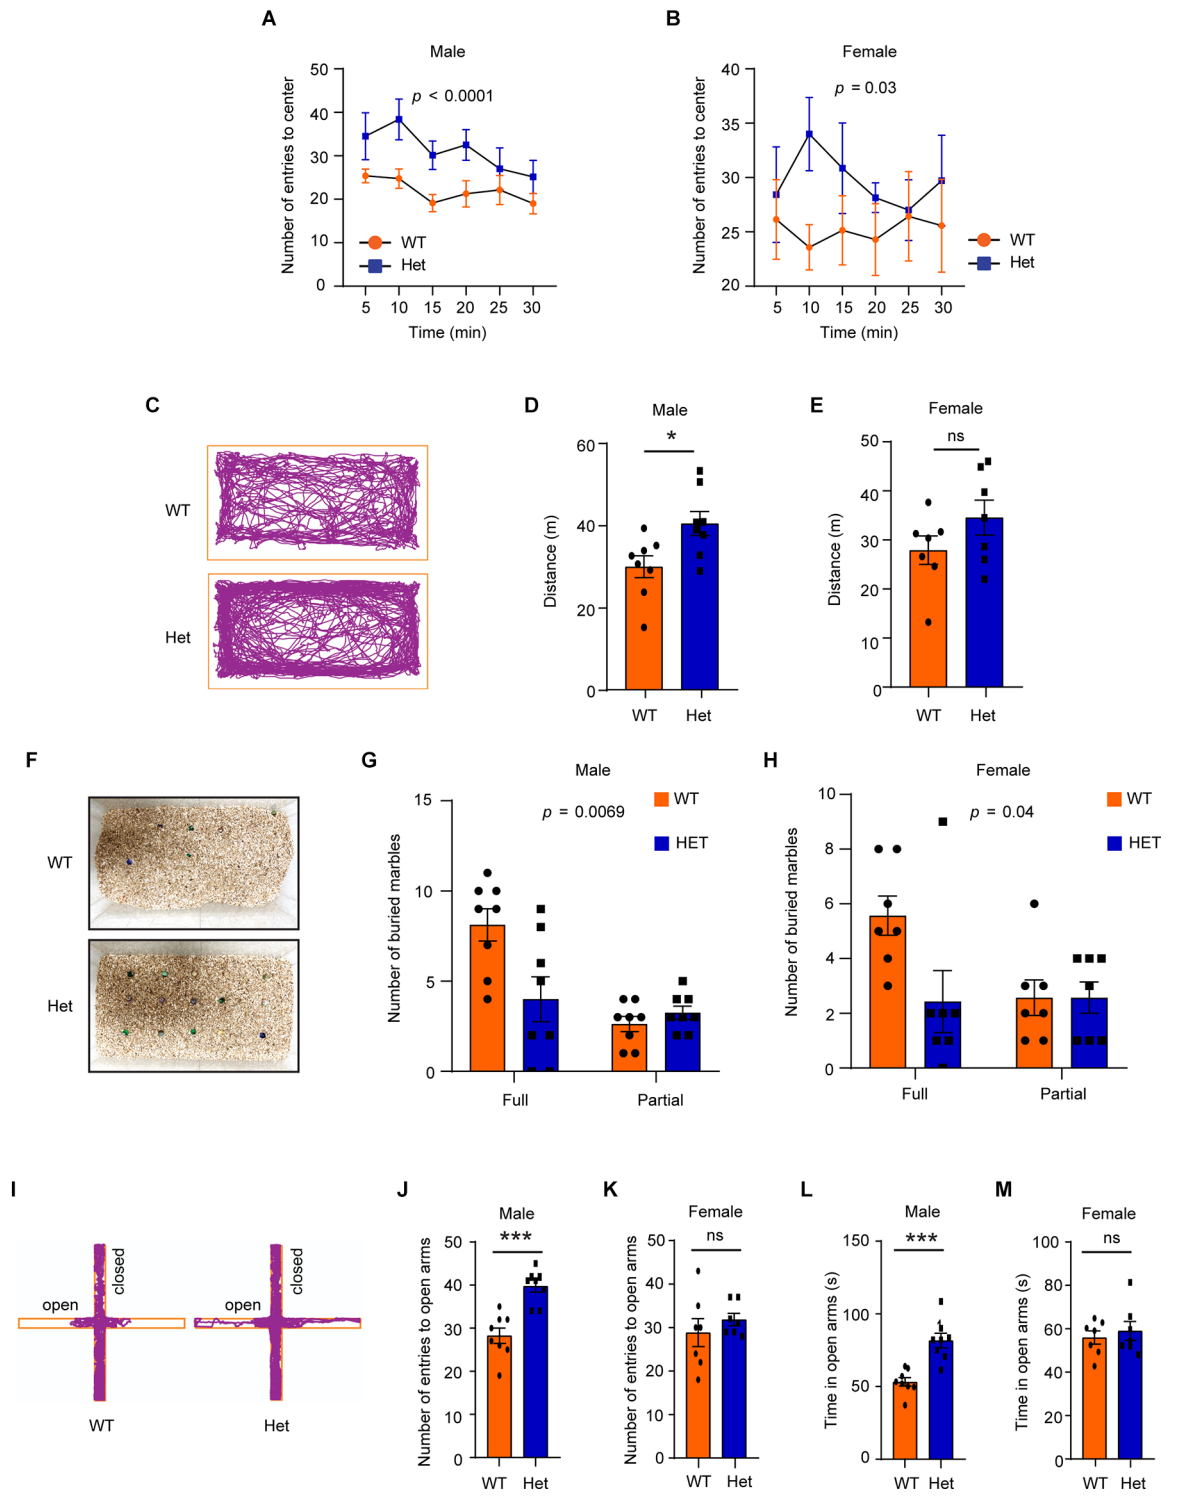 A
Male
Number of entries to center
50
40
30
20
10
0
p < 0.0001
WT
Het
5 10 15 20 25 30
Time (min)
B
Female
Number of entries to center
40
35
30
25
20
p = 0.03
WT
Het
5 10 15 20 25 30
Time (min)
C
WT
Het
D
Male
*
Distance (m)
60
40
20
0
WT Het
E
Female
ns
Distance (m)
50
40
30
20
10
0
WT Het
F
WT
Het
G
Male
p = 0.0069
WT
HET
Number of buried marbles
15
10
5
0
Full Partial
H
Female
p = 0.04
WT
HET
Number of buried marbles
10
8
6
4
2
0
Full Partial
I
closed
open
WT
closed
open
Het
J
Male
***
Number of entries to open arms
50
40
30
20
10
0
WT Het
K
Female
ns
Number of entries to open arms
50
40
30
20
10
0
WT Het
L
Male
***
Time in open arms (s)
150
100
50
0
WT Het
M
Female
ns
Time in open arms (s)
100
80
60
40
20
0
WT Het